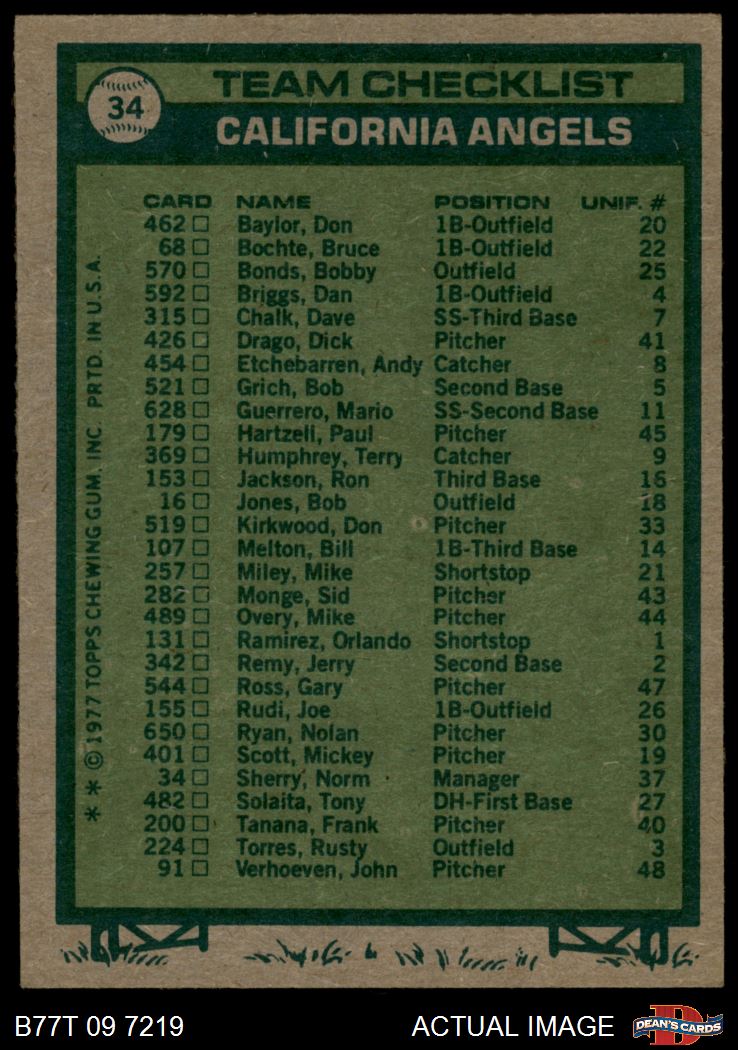 34
TEAM CHECKLIST
CALIFORNIA ANGELS
CARD NAME POSITION UNIF. #
462 Baylor, Don 1B-Outfield 20
68 Bochte, Bruce 1B-Outfield 22
570 Bonds, Bobby Outfield 25
592 Briggs, Dan 1B-Outfield 4
315 Chalk, Dave SS-Third Base 7
426 Drago, Dick Pitcher 41
454 Etchebarren, Andy Catcher 8
521 Grich, Bob Second Base 5
628 Guerrero, Mario SS-Second Base 11
179 Hartzell, Paul Pitcher 45
369 Humphrey, Terry Catcher 9
153 Jackson, Ron Third Base 16
16 Jones, Bob Outfield 18
519 Kirkwood, Don Pitcher 33
107 Melton, Bill 1B-Third Base 14
257 Miley, Mike Shortstop 21
282 Monge, Sid Pitcher 43
489 Overy, Mike Pitcher 44
131 Ramirez, Orlando Shortstop 1
342 Remy, Jerry Second Base 2
544 Ross, Gary Pitcher 47
155 Rudi, Joe 1B-Outfield 26
650 Ryan, Nolan Pitcher 30
401 Scott, Mickey Pitcher 19
34 Sherry, Norm Manager 37
482 Solaita, Tony DH-First Base 27
200 Tanana, Frank Pitcher 40
224 Torres, Rusty Outfield 3
91 Verhoeven, John Pitcher 48
* * © 1977 TOPPS CHEWING GUM, INC. PRTD. IN U.S.A.
B77T 09 7219 ACTUAL IMAGE
D
DEAN'S CARDS